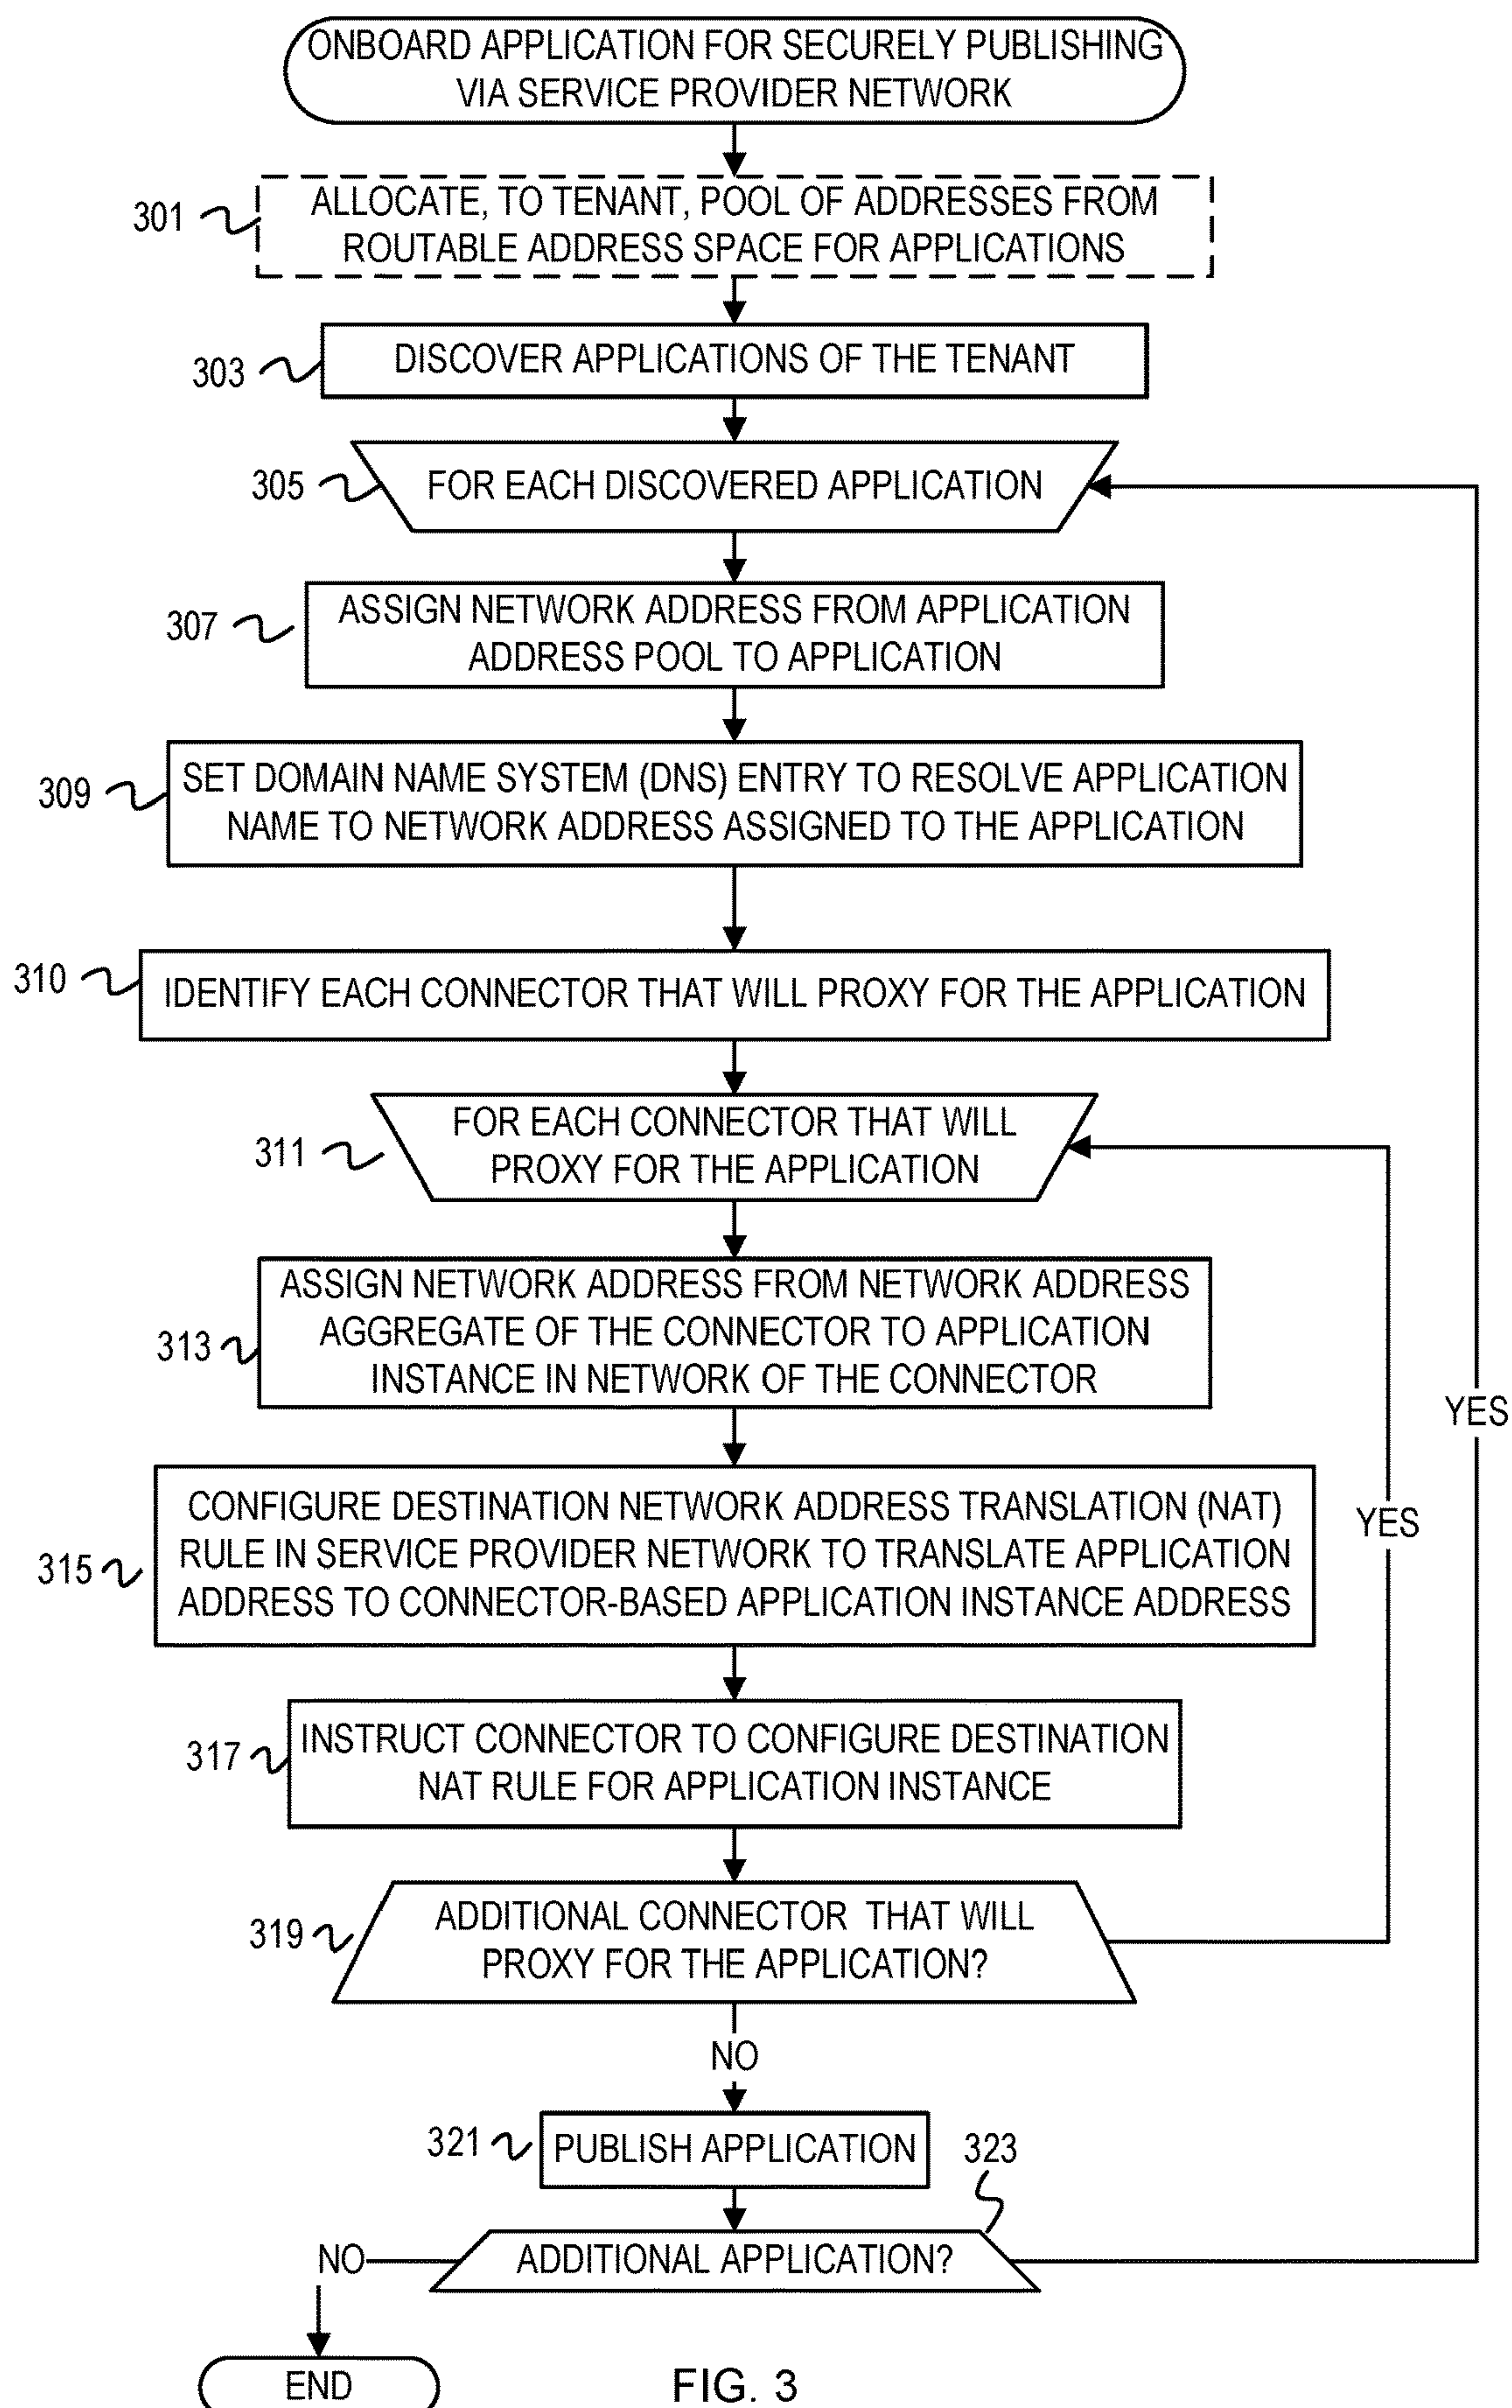 ONBOARD APPLICATION FOR SECURELY PUBLISHING
VIA SERVICE PROVIDER NETWORK
301
ALLOCATE, TO TENANT, POOL OF ADDRESSES FROM
ROUTABLE ADDRESS SPACE FOR APPLICATIONS
303
DISCOVER APPLICATIONS OF THE TENANT
305
FOR EACH DISCOVERED APPLICATION
307
ASSIGN NETWORK ADDRESS FROM APPLICATION
ADDRESS POOL TO APPLICATION
309
SET DOMAIN NAME SYSTEM (DNS) ENTRY TO RESOLVE APPLICATION
NAME TO NETWORK ADDRESS ASSIGNED TO THE APPLICATION
310
IDENTIFY EACH CONNECTOR THAT WILL PROXY FOR THE APPLICATION
311
FOR EACH CONNECTOR THAT WILL
PROXY FOR THE APPLICATION
313
ASSIGN NETWORK ADDRESS FROM NETWORK ADDRESS
AGGREGATE OF THE CONNECTOR TO APPLICATION
INSTANCE IN NETWORK OF THE CONNECTOR
YES
315
CONFIGURE DESTINATION NETWORK ADDRESS TRANSLATION (NAT)
RULE IN SERVICE PROVIDER NETWORK TO TRANSLATE APPLICATION
ADDRESS TO CONNECTOR-BASED APPLICATION INSTANCE ADDRESS
YES
317
INSTRUCT CONNECTOR TO CONFIGURE DESTINATION
NAT RULE FOR APPLICATION INSTANCE
319
ADDITIONAL CONNECTOR THAT WILL
PROXY FOR THE APPLICATION?
NO
321
PUBLISH APPLICATION
323
ADDITIONAL APPLICATION?
NO
END
FIG. 3